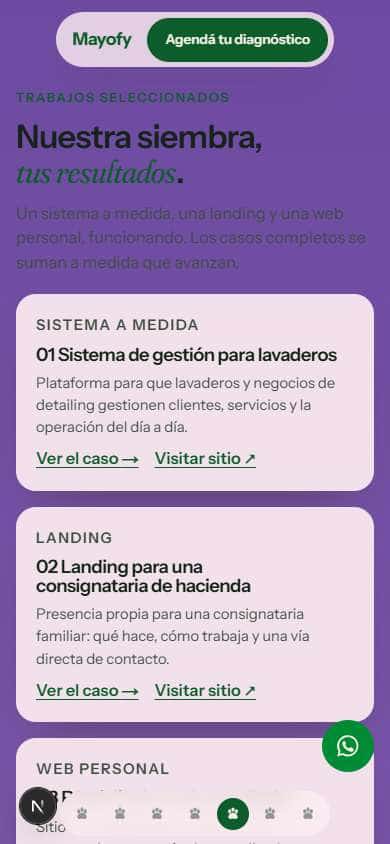 Mayofy
Agendá tu diagnóstico
TRABAJOS SELECCIONADOS
Nuestra siembra,
tus resultados.
Un sistema a medida, una landing y una web
personal, funcionando. Los casos completos se
suman a medida que avanzan.
SISTEMA A MEDIDA
01 Sistema de gestión para lavaderos
Plataforma para que lavaderos y negocios de
detailing gestionen clientes, servicios y la
operación del día a día.
Ver el caso → Visitar sitio ↗
LANDING
02 Landing para una
consignataria de hacienda
Presencia propia para una consignataria
familiar: qué hace, cómo trabaja y una vía
directa de contacto.
Ver el caso → Visitar sitio ↗
WEB PERSONAL
N
Sitio